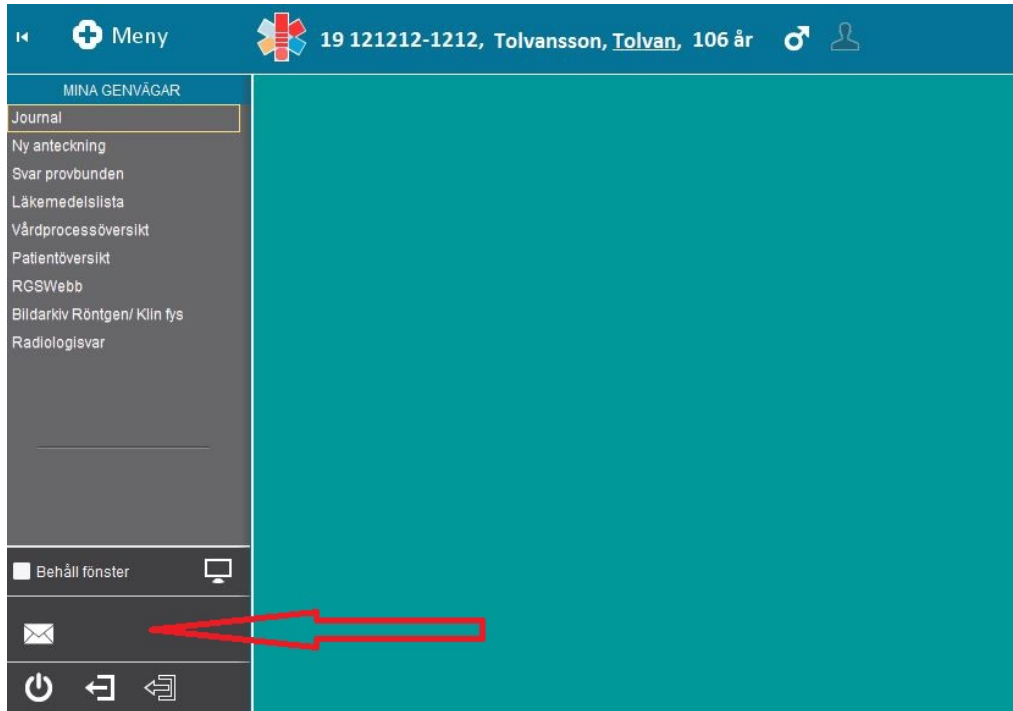 Meny
19 121212-1212, Tolvansson, Tolvan, 106 år
MINA GENVÄGAR
Journal
Ny anteckning
Svar provbunden
Läkemedelslista
Vårdprocessöversikt
Patientöversikt
RGSWebb
Bildarkiv Röntgen/ Klin fys
Radiologisvar
Behåll fönster